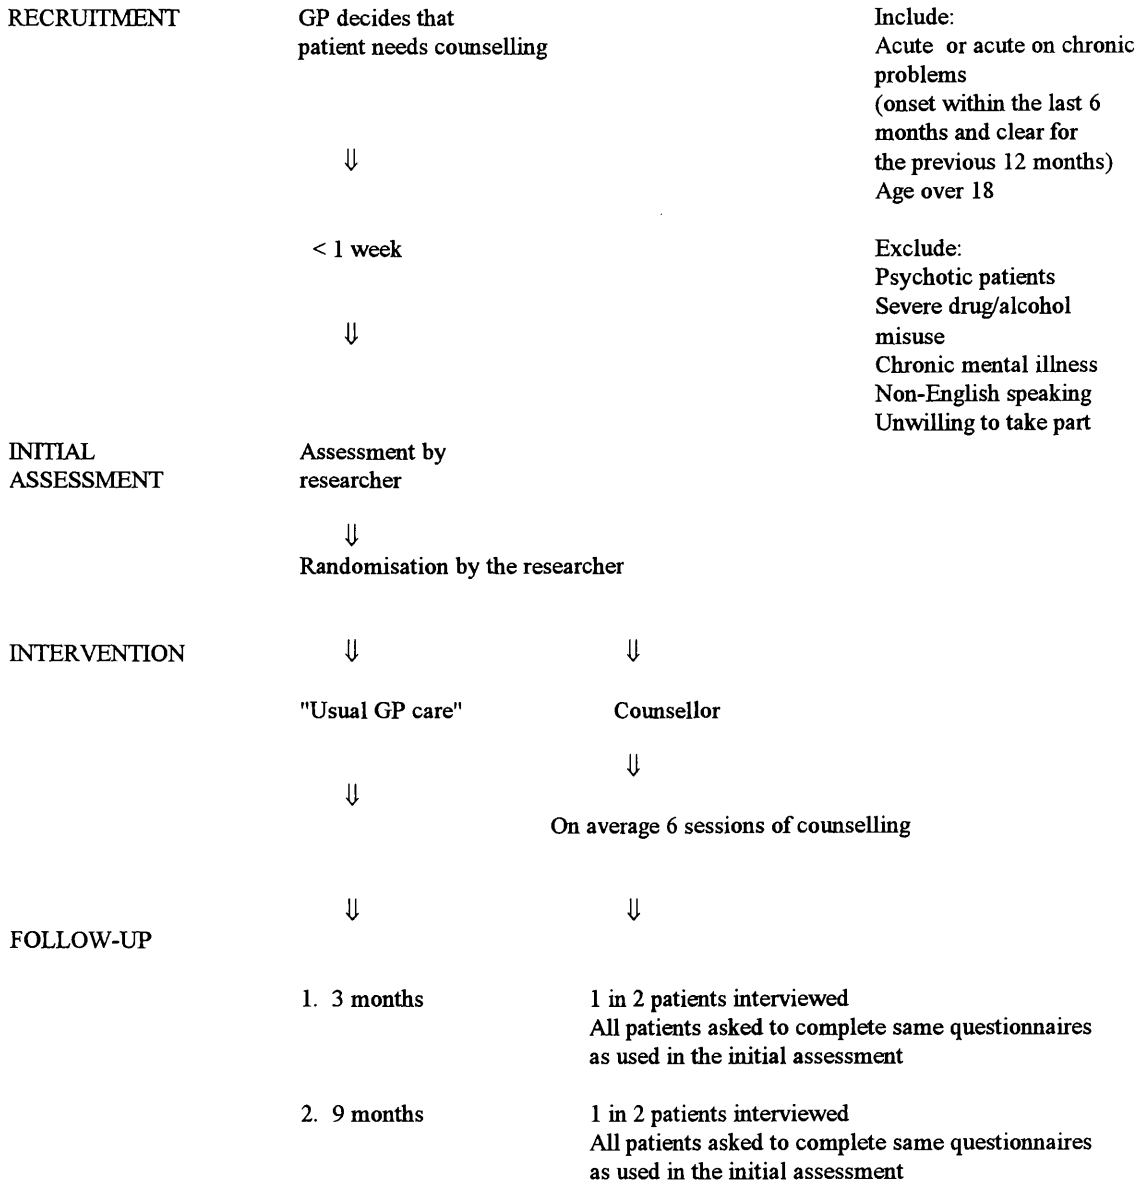 RECRUITMENT
GP decides that
patient needs counselling
Include:
Acute or acute on chronic
problems
(onset within the last 6
months and clear for
the previous 12 months)
Age over 18
⇓
< 1 week
⇓
Exclude:
Psychotic patients
Severe drug/alcohol
misuse
Chronic mental illness
Non-English speaking
Unwilling to take part
INITIAL
ASSESSMENT
Assessment by
researcher
⇓
Randomisation by the researcher
INTERVENTION
⇓ ⇓
"Usual GP care" Counsellor
⇓
⇓
On average 6 sessions of counselling
⇓ ⇓
FOLLOW-UP
1. 3 months
1 in 2 patients interviewed
All patients asked to complete same questionnaires
as used in the initial assessment
2. 9 months
1 in 2 patients interviewed
All patients asked to complete same questionnaires
as used in the initial assessment